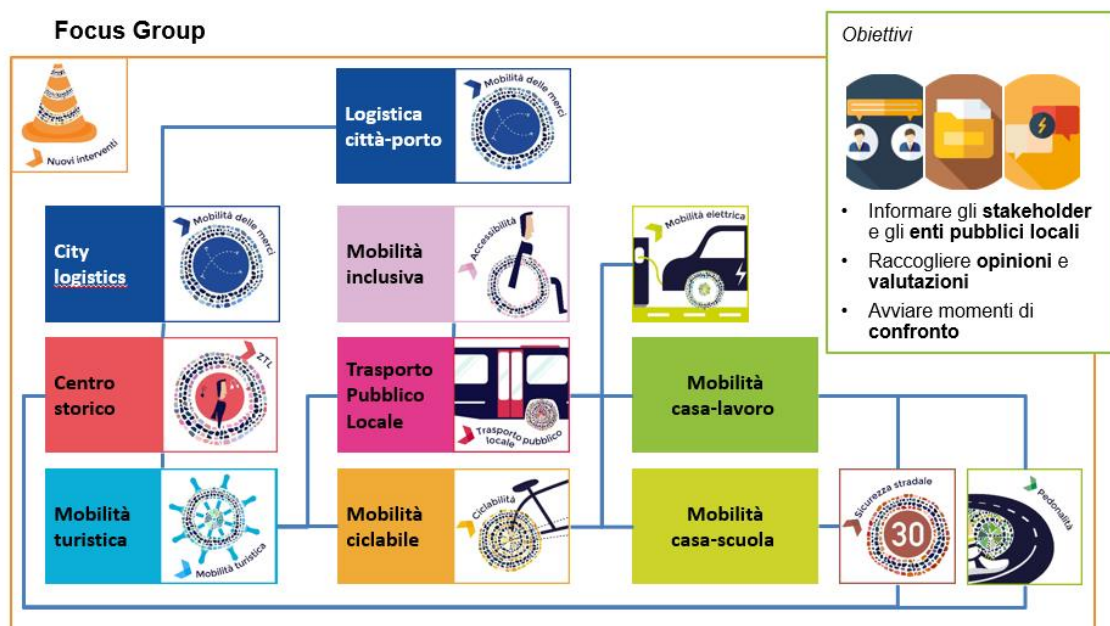 Focus Group
Nuovi interventi
Logistica
città-porto
Mobilità delle merci
City
logistics
Mobilità delle merci
Mobilità
inclusiva
Accessibilità
Mobilità elettrica
Centro
storico
ZTL
Trasporto
Pubblico
Locale
Trasporto pubblico
locale
Mobilità
casa-lavoro
Mobilità
turistica
Mobilità turistica
Mobilità
ciclabile
Ciclabilità
Mobilità
casa-scuola
Sicurezza stradale
30
Pedonalità
Obiettivi
• Informare gli stakeholder
e gli enti pubblici locali
• Raccogliere opinioni e
valutazioni
• Avviare momenti di
confronto